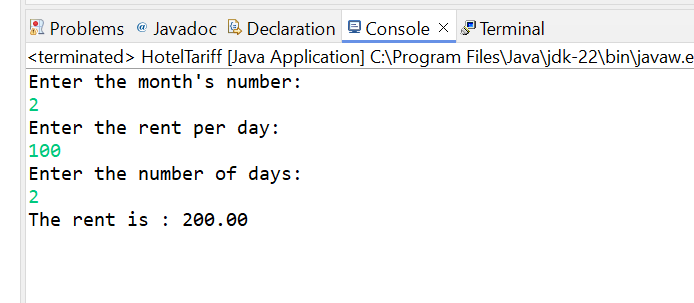 Problems @ Javadoc Declaration Console × Terminal
<terminated> HotelTariff [Java Application] C:\Program Files\Java\jdk-22\bin\javaw.e
Enter the month's number:
2
Enter the rent per day:
100
Enter the number of days:
2
The rent is : 200.00